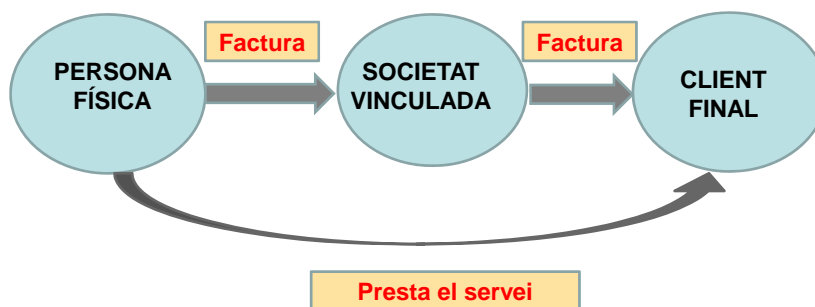 Factura
Factura
PERSONA
FÍSICA
SOCIETAT
VINCULADA
CLIENT
FINAL
Presta el servei